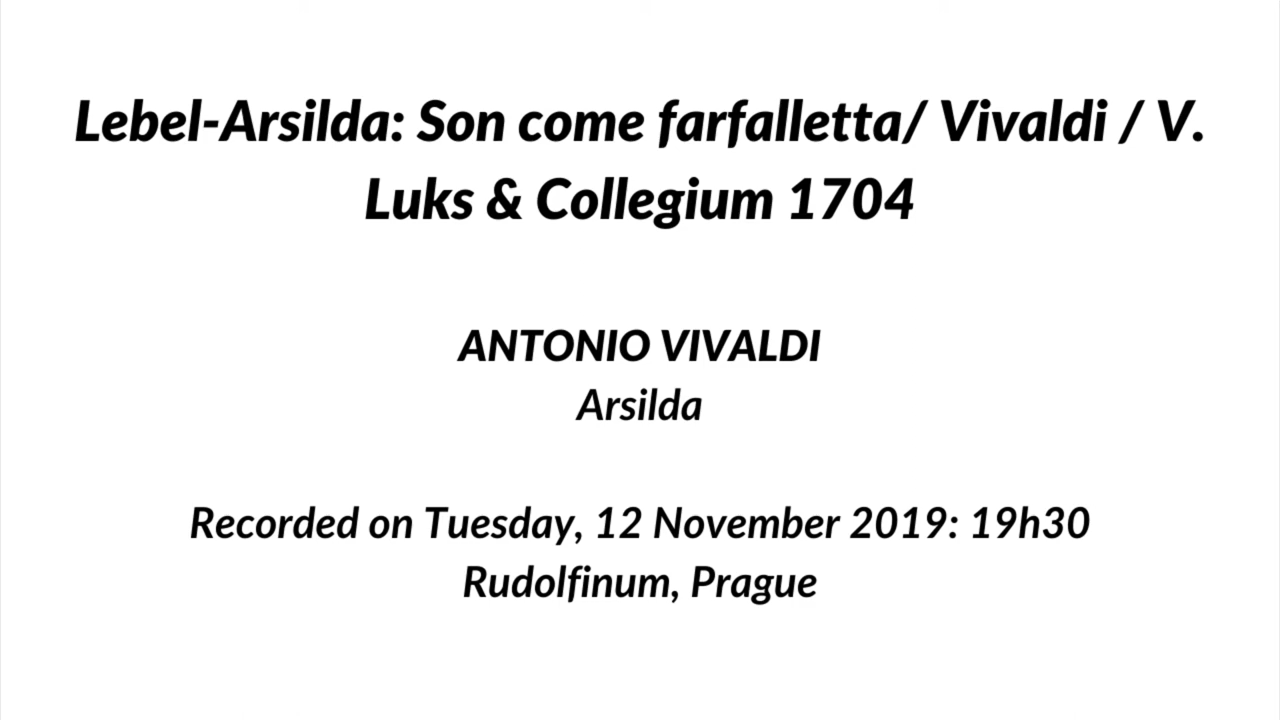 Lebel-Arsilda: Son come farfalletta/ Vivaldi / V.
Luks & Collegium 1704
ANTONIO VIVALDI
Arsilda
Recorded on Tuesday, 12 November 2019: 19h30
Rudolfinum, Prague